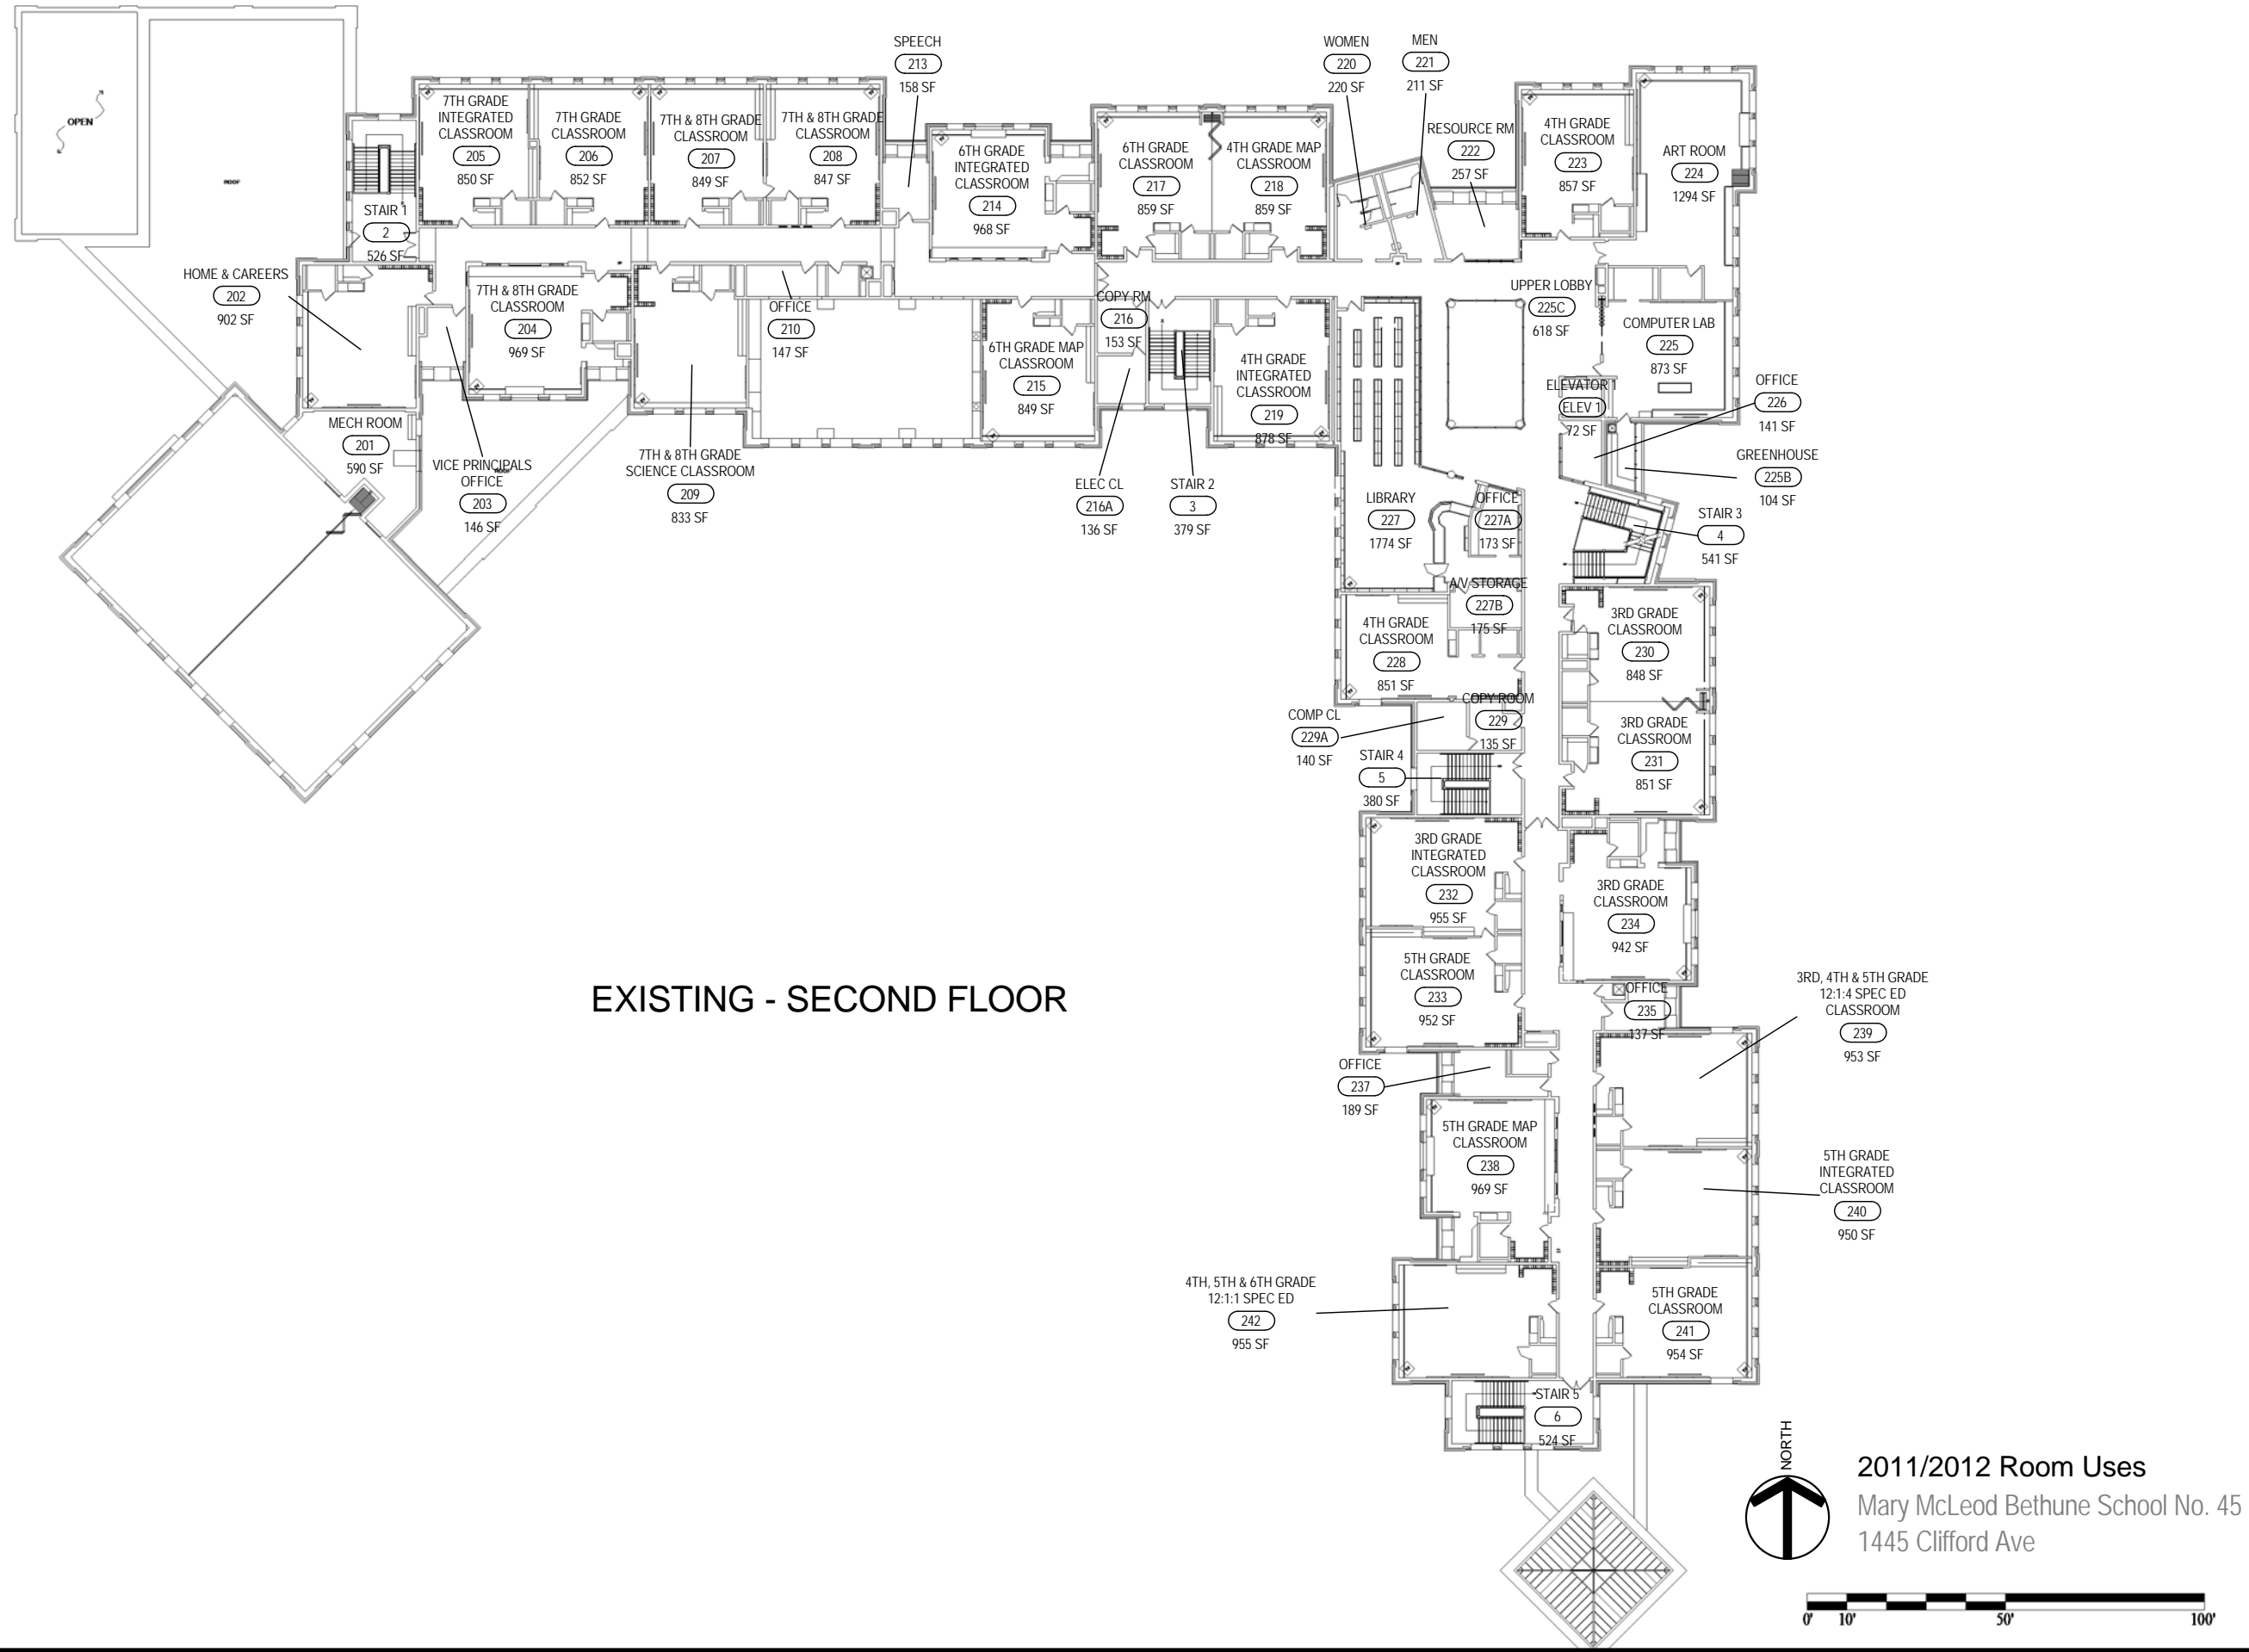 OPEN
ROOF
STAIR 1
2
526 SF
7TH GRADE
INTEGRATED
CLASSROOM
205
850 SF
7TH GRADE
CLASSROOM
206
852 SF
7TH & 8TH GRADE
CLASSROOM
207
849 SF
7TH & 8TH GRADE
CLASSROOM
208
847 SF
SPEECH
213
158 SF
6TH GRADE
INTEGRATED
CLASSROOM
214
968 SF
6TH GRADE
CLASSROOM
217
859 SF
4TH GRADE MAP
CLASSROOM
218
859 SF
WOMEN
220
220 SF
MEN
221
211 SF
RESOURCE RM
222
257 SF
4TH GRADE
CLASSROOM
223
857 SF
ART ROOM
224
1294 SF
HOME & CAREERS
202
902 SF
7TH & 8TH GRADE
CLASSROOM
204
969 SF
OFFICE
210
147 SF
6TH GRADE MAP
CLASSROOM
215
849 SF
COPY RM
216
153 SF
4TH GRADE
INTEGRATED
CLASSROOM
219
878 SF
UPPER LOBBY
225C
618 SF
COMPUTER LAB
225
873 SF
ELEVATOR 1
ELEV 1
72 SF
OFFICE
226
141 SF
GREENHOUSE
225B
104 SF
MECH ROOM
201
590 SF
VICE PRINCIPALS
OFFICE
203
146 SF
ROOF
7TH & 8TH GRADE
SCIENCE CLASSROOM
209
833 SF
ELEC CL
216A
136 SF
STAIR 2
3
379 SF
LIBRARY
227
1774 SF
OFFICE
227A
173 SF
STAIR 3
4
541 SF
A/V STORAGE
227B
175 SF
4TH GRADE
CLASSROOM
228
851 SF
3RD GRADE
CLASSROOM
230
848 SF
COMP CL
229A
140 SF
COPY ROOM
229
135 SF
3RD GRADE
CLASSROOM
231
851 SF
STAIR 4
5
380 SF
3RD GRADE
INTEGRATED
CLASSROOM
232
955 SF
3RD GRADE
CLASSROOM
234
942 SF
5TH GRADE
CLASSROOM
233
952 SF
OFFICE
235
137 SF
3RD, 4TH & 5TH GRADE
12:1:4 SPEC ED
CLASSROOM
239
953 SF
EXISTING - SECOND FLOOR
OFFICE
237
189 SF
5TH GRADE MAP
CLASSROOM
238
969 SF
5TH GRADE
INTEGRATED
CLASSROOM
240
950 SF
4TH, 5TH & 6TH GRADE
12:1:1 SPEC ED
242
955 SF
5TH GRADE
CLASSROOM
241
954 SF
STAIR 5
6
524 SF
NORTH
2011/2012 Room Uses
Mary McLeod Bethune School No. 45
1445 Clifford Ave
0' 10' 50' 100'